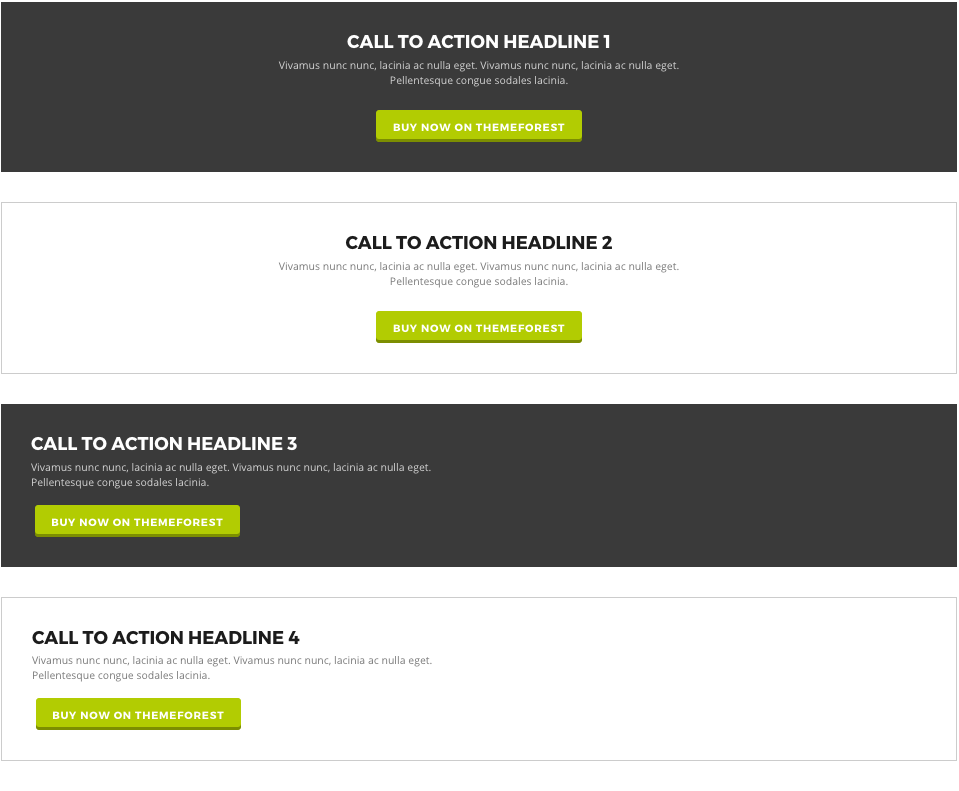 CALL TO ACTION HEADLINE 1
Vivamus nunc nunc, lacinia ac nulla eget. Vivamus nunc nunc, lacinia ac nulla eget.
Pellentesque congue sodales lacinia.
BUY NOW ON THEMEFOREST
CALL TO ACTION HEADLINE 2
Vivamus nunc nunc, lacinia ac nulla eget. Vivamus nunc nunc, lacinia ac nulla eget.
Pellentesque congue sodales lacinia.
BUY NOW ON THEMEFOREST
CALL TO ACTION HEADLINE 3
Vivamus nunc nunc, lacinia ac nulla eget. Vivamus nunc nunc, lacinia ac nulla eget.
Pellentesque congue sodales lacinia.
BUY NOW ON THEMEFOREST
CALL TO ACTION HEADLINE 4
Vivamus nunc nunc, lacinia ac nulla eget. Vivamus nunc nunc, lacinia ac nulla eget.
Pellentesque congue sodales lacinia.
BUY NOW ON THEMEFOREST